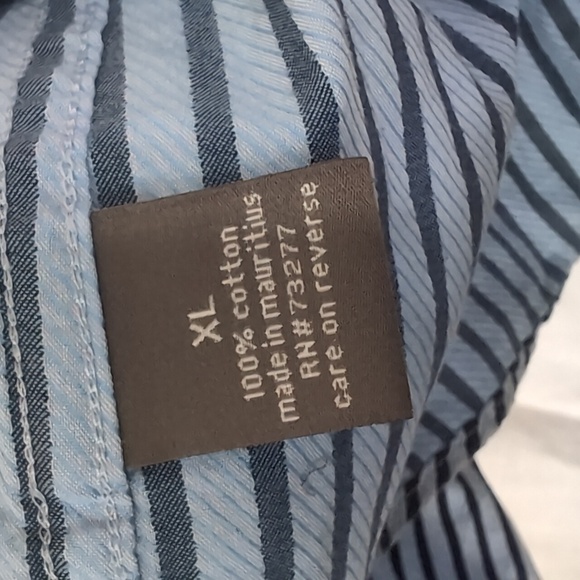 XL
100% cotton
made in mauritius
RN# 73277
care on reverse